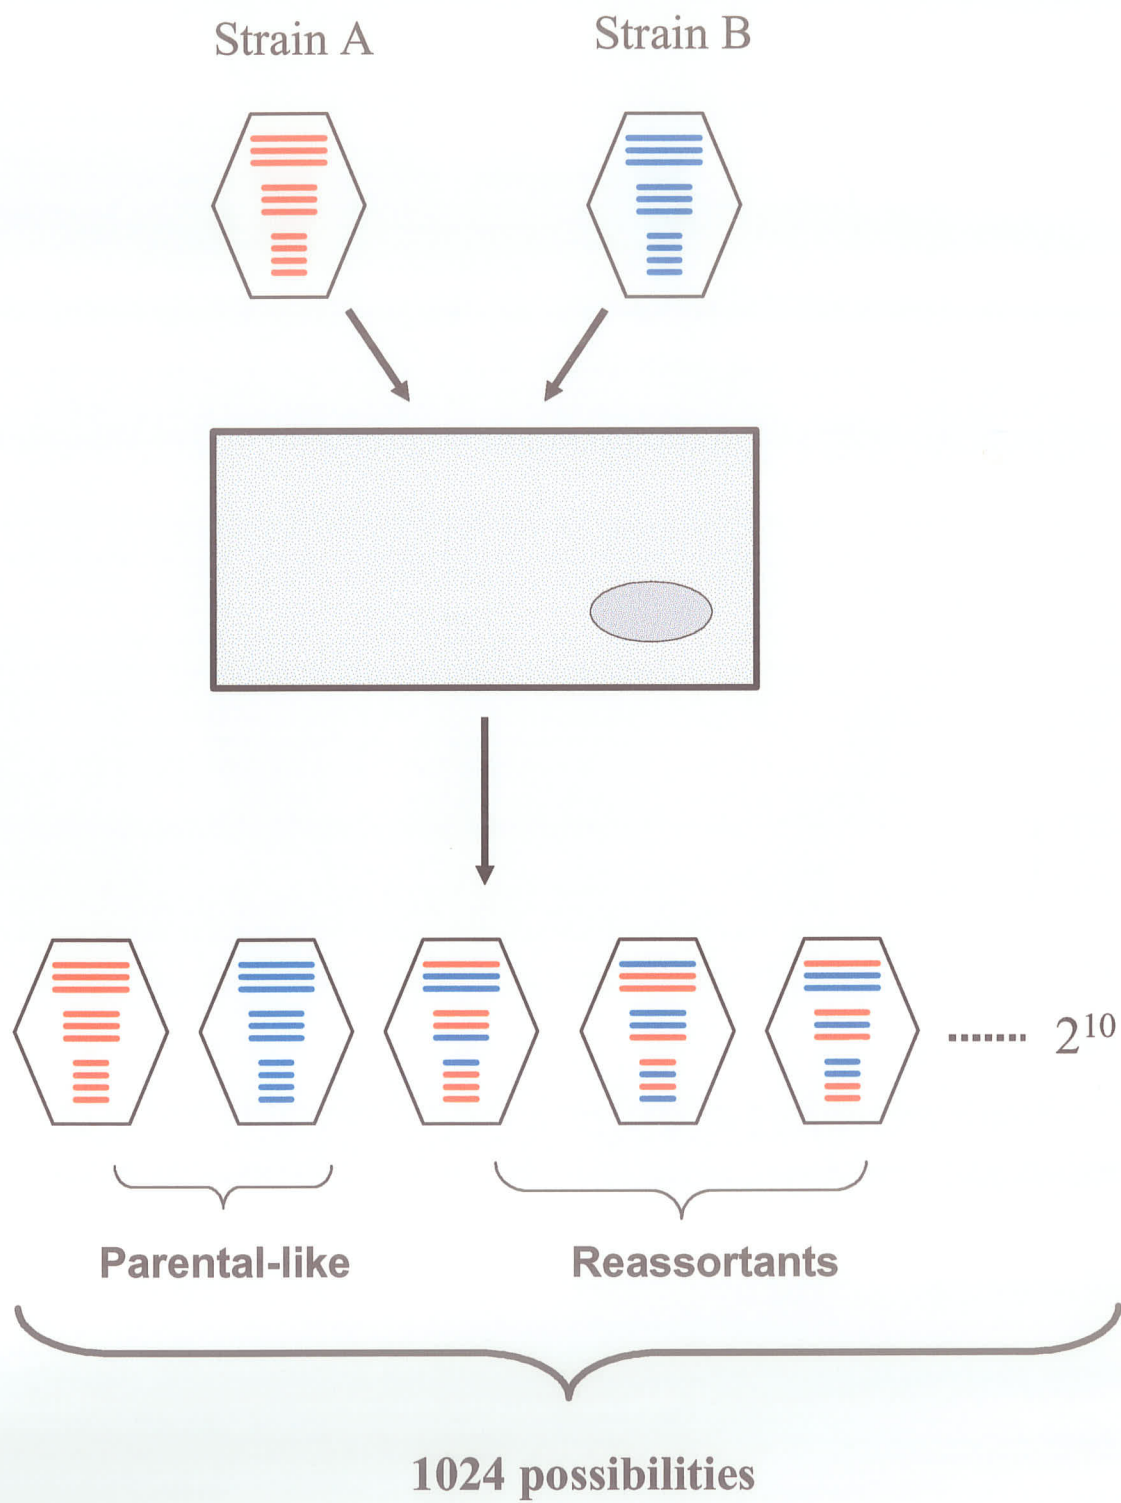 Strain A
Strain B
2¹⁰
Parental-like
Reassortants
1024 possibilities